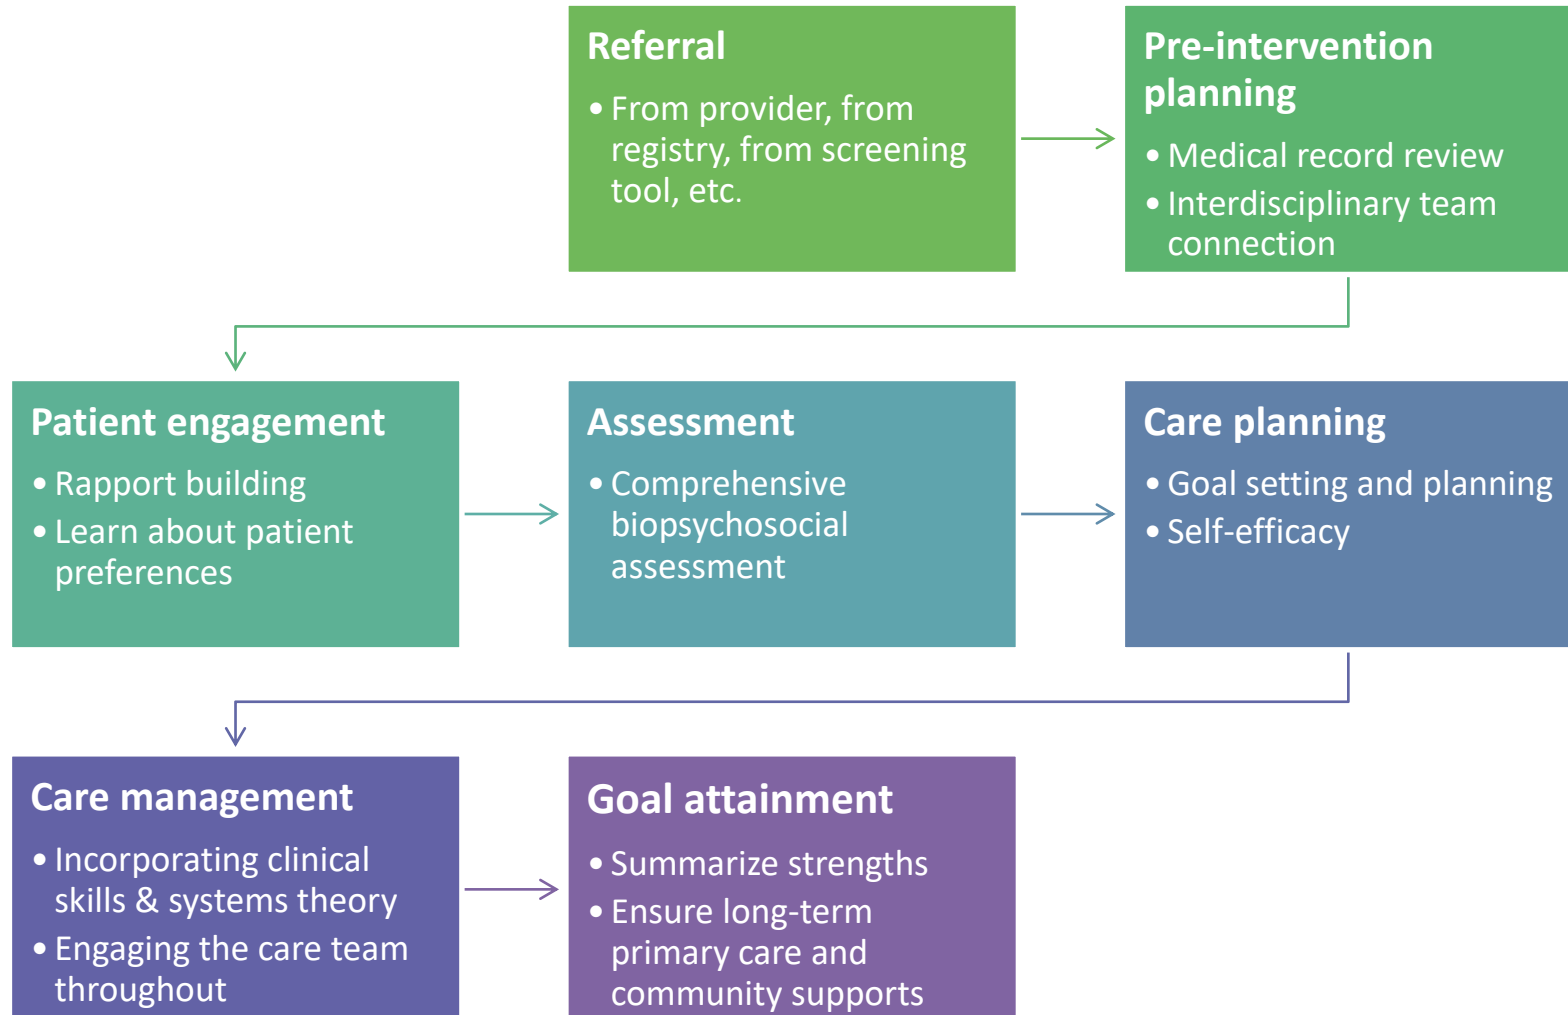 Referral
• From provider, from
registry, from screening
tool, etc.
Pre-intervention
planning
• Medical record review
• Interdisciplinary team
connection
Patient engagement
• Rapport building
• Learn about patient
preferences
Assessment
• Comprehensive
biopsychosocial
assessment
Care planning
• Goal setting and planning
• Self-efficacy
Care management
• Incorporating clinical
skills & systems theory
• Engaging the care team
throughout
Goal attainment
• Summarize strengths
• Ensure long-term
primary care and
community supports